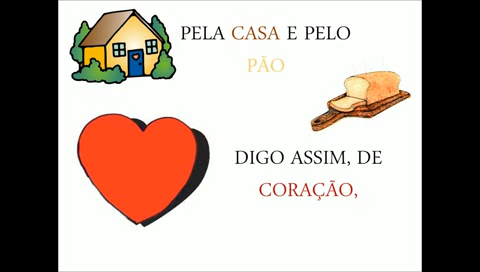 PELA CASA E PELO
PÃO
DIGO ASSIM, DE
CORAÇÃO,